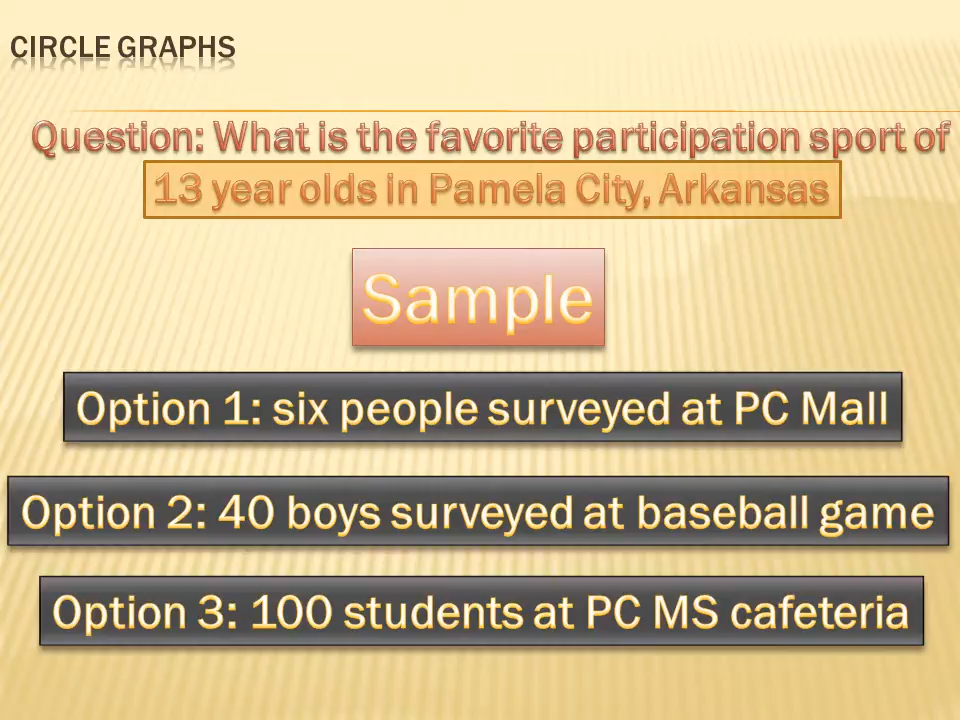 CIRCLE GRAPHS
Question: What is the favorite participation sport of
13 year olds in Pamela City, Arkansas
Sample
Option 1: six people surveyed at PC Mall
Option 2: 40 boys surveyed at baseball game
Option 3: 100 students at PC MS cafeteria